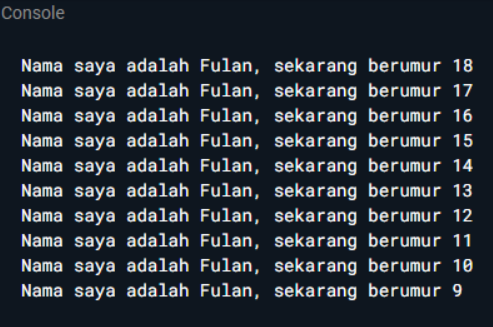 Console
Nama saya adalah Fulan, sekarang berumur 18
Nama saya adalah Fulan, sekarang berumur 17
Nama saya adalah Fulan, sekarang berumur 16
Nama saya adalah Fulan, sekarang berumur 15
Nama saya adalah Fulan, sekarang berumur 14
Nama saya adalah Fulan, sekarang berumur 13
Nama saya adalah Fulan, sekarang berumur 12
Nama saya adalah Fulan, sekarang berumur 11
Nama saya adalah Fulan, sekarang berumur 10
Nama saya adalah Fulan, sekarang berumur 9